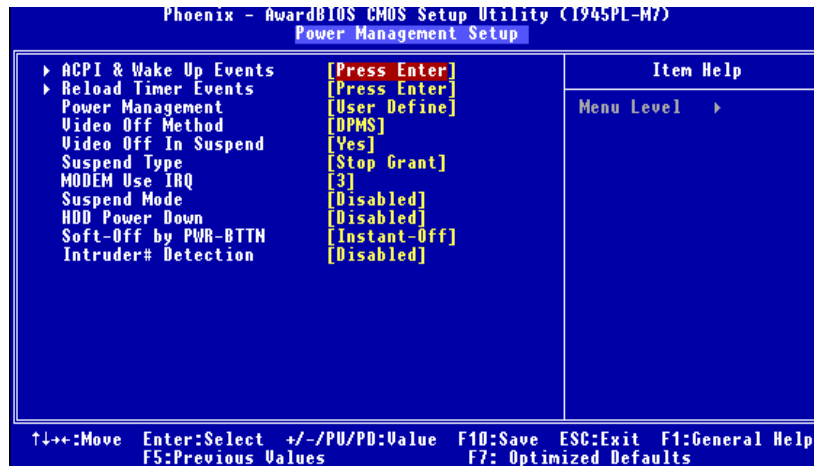 Phoenix - AwardBIOS CMOS Setup Utility (I945PL-M7)
Power Management Setup
▸ ACPI & Wake Up Events [Press Enter]
▸ Reload Timer Events [Press Enter]
Power Management [User Define]
Video Off Method [DPMS]
Video Off In Suspend [Yes]
Suspend Type [Stop Grant]
MODEM Use IRQ [3]
Suspend Mode [Disabled]
HDD Power Down [Disabled]
Soft-Off by PWR-BTTN [Instant-Off]
Intruder# Detection [Disabled]
Item Help
Menu Level ▸
↑↓→←:Move Enter:Select +/-/PU/PD:Value F10:Save ESC:Exit F1:General Help
F5:Previous Values F7: Optimized Defaults